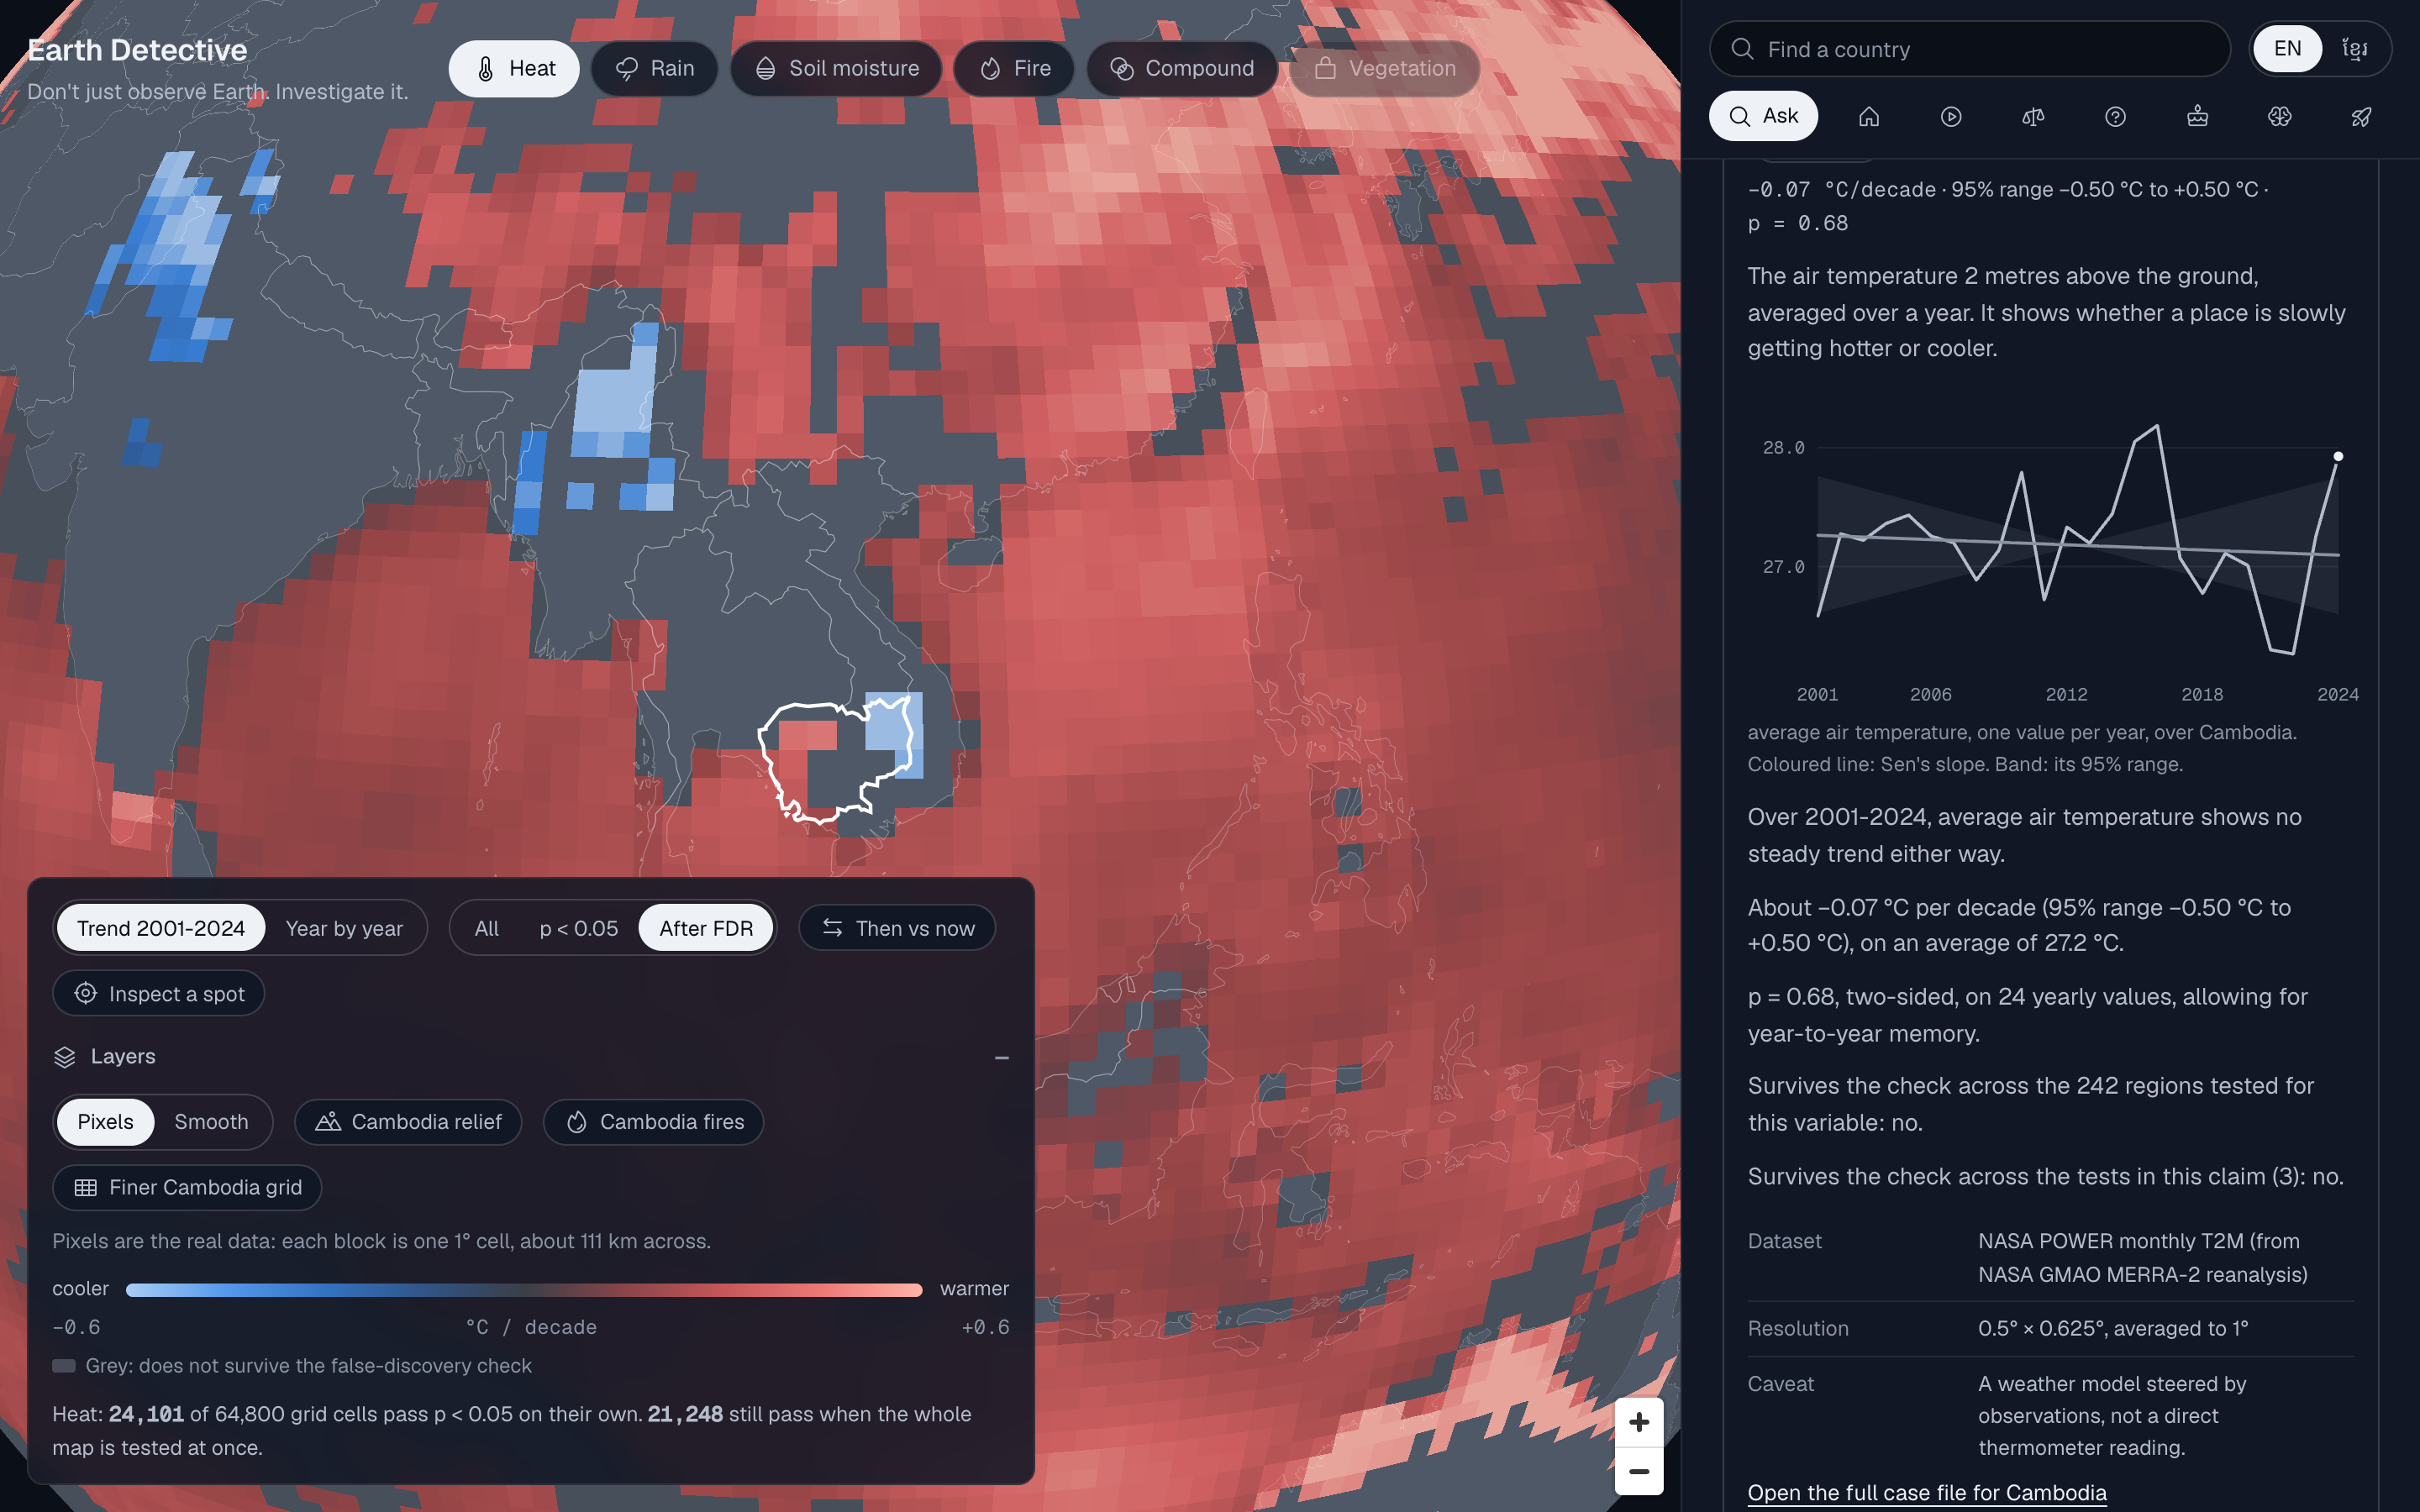 Earth Detective
Don't just observe Earth. Investigate it.
Heat
Rain
Soil moisture
Fire
Compound
Vegetation
Find a country
EN
ខ្មែរ
Ask
−0.07 °C/decade · 95% range −0.50 °C to +0.50 °C ·
p = 0.68
The air temperature 2 metres above the ground,
averaged over a year. It shows whether a place is slowly
getting hotter or cooler.
28.0
27.0
2001
2006
2012
2018
2024
average air temperature, one value per year, over Cambodia.
Coloured line: Sen's slope. Band: its 95% range.
Over 2001-2024, average air temperature shows no
steady trend either way.
About −0.07 °C per decade (95% range −0.50 °C to
+0.50 °C), on an average of 27.2 °C.
p = 0.68, two-sided, on 24 yearly values, allowing for
year-to-year memory.
Survives the check across the 242 regions tested for
this variable: no.
Survives the check across the tests in this claim (3): no.
Dataset
NASA POWER monthly T2M (from
NASA GMAO MERRA-2 reanalysis)
Resolution
0.5° × 0.625°, averaged to 1°
Caveat
A weather model steered by
observations, not a direct
thermometer reading.
Open the full case file for Cambodia
Trend 2001-2024
Year by year
All
p < 0.05
After FDR
Then vs now
Inspect a spot
Layers
Pixels
Smooth
Cambodia relief
Cambodia fires
Finer Cambodia grid
Pixels are the real data: each block is one 1° cell, about 111 km across.
cooler
warmer
−0.6
°C / decade
+0.6
Grey: does not survive the false-discovery check
Heat: 24,101 of 64,800 grid cells pass p < 0.05 on their own. 21,248 still pass when the whole
map is tested at once.